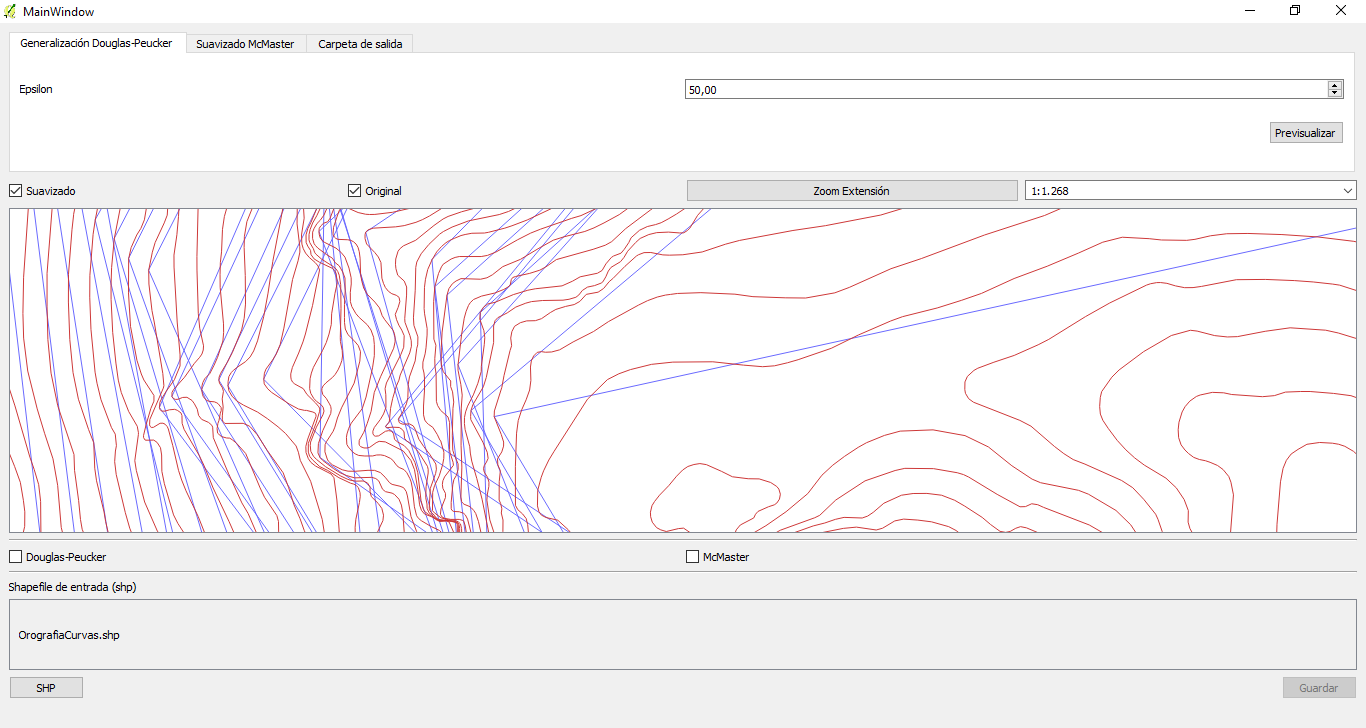 MainWindow
Generalización Douglas-Peucker Suavizado McMaster Carpeta de salida
Epsilon 50,00
Previsualizar
Suavizado Original Zoom Extensión 1:1.268
Douglas-Peucker McMaster
Shapefile de entrada (shp)
OrografiaCurvas.shp
SHP Guardar